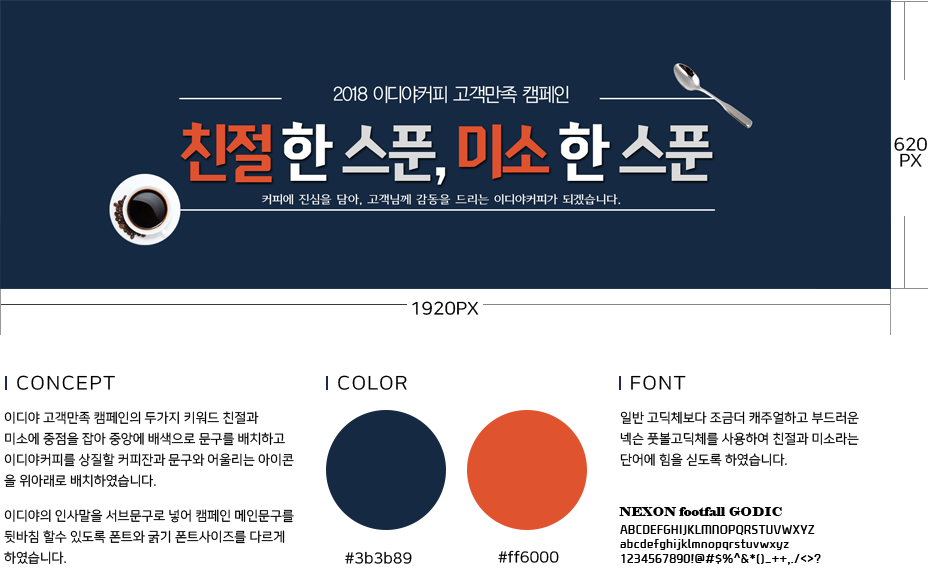 2018 이디야커피 고객만족 캠페인
친절 한 스푼, 미소 한 스푼
커피에 진심을 담아, 고객님께 감동을 드리는 이디야커피가 되겠습니다.
620
PX
1920PX
CONCEPT
이디야 고객만족 캠페인의 두가지 키워드 친절과
미소에 중점을 잡아 중앙에 배색으로 문구를 배치하고
이디야커피를 상질할 커피잔과 문구와 어울리는 아이콘
을 위아래로 배치하였습니다.
이디야의 인사말을 서브문구로 넣어 캠페인 메인문구를
뒷바침 할수 있도록 폰트와 굵기 폰트사이즈를 다르게
하였습니다.
COLOR
#3b3b89
#ff6000
FONT
일반 고딕체보다 조금더 캐주얼하고 부드러운
넥슨 풋볼고딕체를 사용하여 친절과 미소라는
단어에 힘을 싣도록 하였습니다.
NEXON footfall GODIC
ABCDEFGHIJKLMNOPQRSTUVWXYZ
abcdefghijklmnopqrstuvwxyz
1234567890!@#$%^&*()_++,./<>?